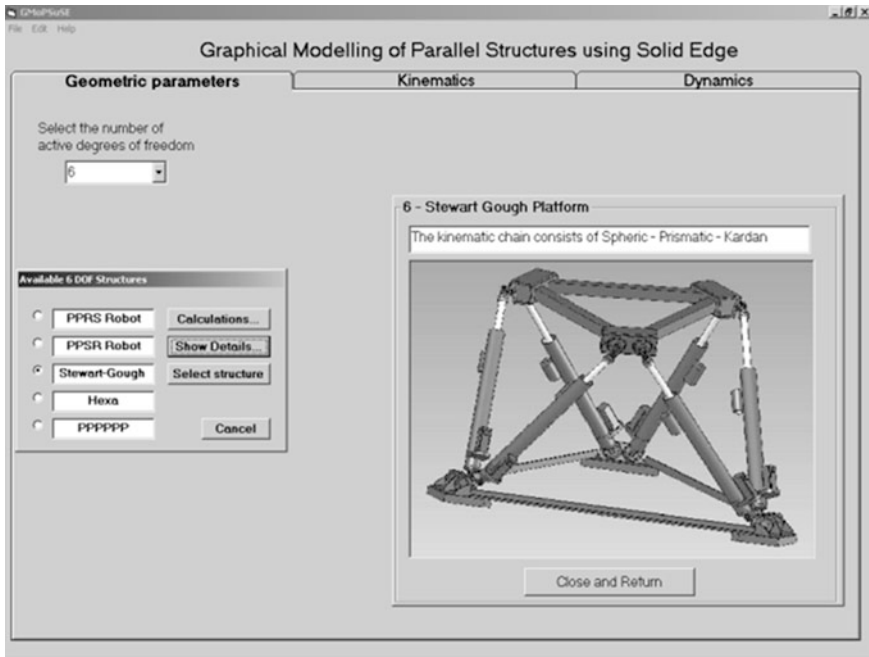 GMoPSuSE
File Edit Help
Graphical Modelling of Parallel Structures using Solid Edge
Geometric parameters
Kinematics
Dynamics
Select the number of
active degrees of freedom
6
Available 6 DOF Structures
PPRS Robot
Calculations...
PPSR Robot
Show Details...
Stewart-Gough
Select structure
Hexa
PPPPPP
Cancel
6 - Stewart Gough Platform
The kinematic chain consists of Spheric - Prismatic - Kardan
Close and Return